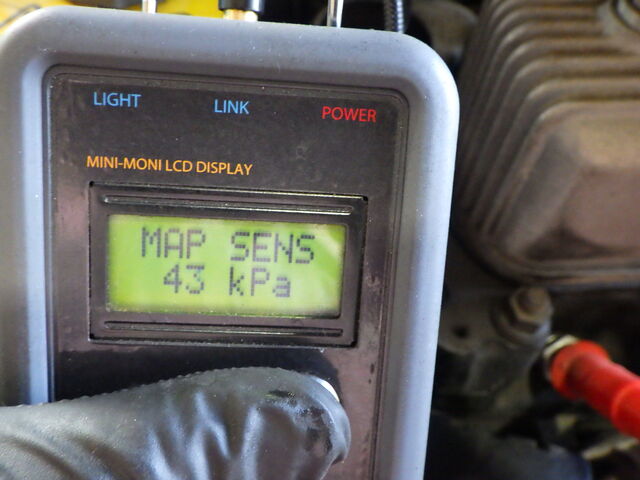 LIGHT LINK POWER
MINI-MONI LCD DISPLAY
MAP SENS
43 kPa